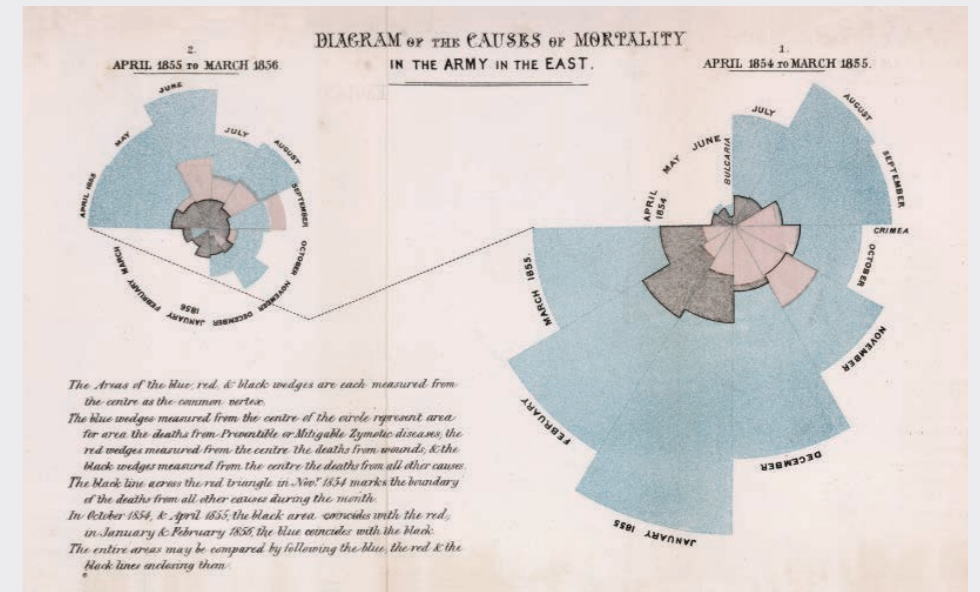 DIAGRAM OF THE CAUSES OF MORTALITY
IN THE ARMY IN THE EAST.
2.
APRIL 1855 TO MARCH 1856.
1.
APRIL 1854 TO MARCH 1855.
APRIL 1855
MAY
JUNE
JULY
AUGUST
SEPTEMBER
OCTOBER
NOVEMBER
DECEMBER
JANUARY 1856
FEBRUARY
MARCH
APRIL 1854
MAY
JUNE
JULY
AUGUST
SEPTEMBER
OCTOBER
NOVEMBER
DECEMBER
JANUARY 1855
FEBRUARY
MARCH 1855.
BULGARIA
CRIMEA
The Areas of the blue, red, & black wedges are each measured from
the centre as the common vertex.
The blue wedges measured from the centre of the circle represent area
for area the deaths from Preventible or Mitigable Zymotic diseases, the
red wedges measured from the centre the deaths from wounds, & the
black wedges measured from the centre the deaths from all other causes.
The black line across the red triangle in Novr. 1854 marks the boundary
of the deaths from all other causes during the month.
In October 1854, & April 1855, the black area coincides with the red,
in January & February 1856, the blue coincides with the black.
The entire areas may be compared by following the blue, the red & the
black lines enclosing them.